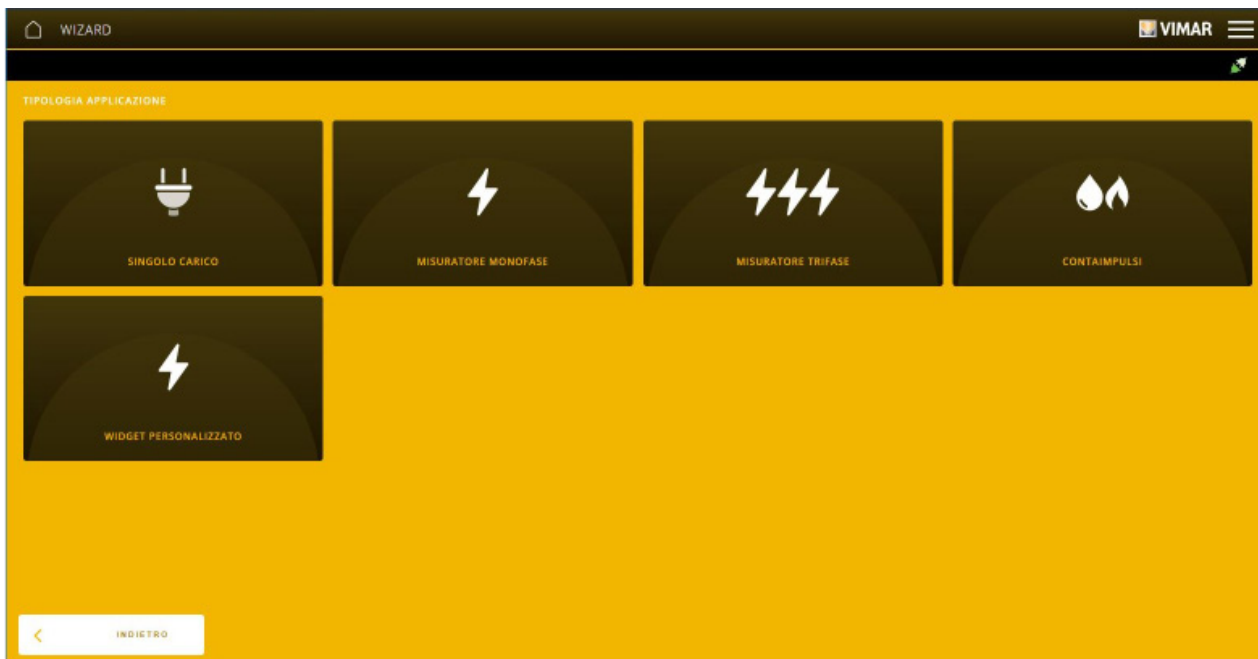 WIZARD
VIMAR
TIPOLOGIA APPLICAZIONE
SINGOLO CARICO
MISURATORE MONOFASE
MISURATORE TRIFASE
CONTAIMPULSI
WIDGET PERSONALIZZATO
INDIETRO